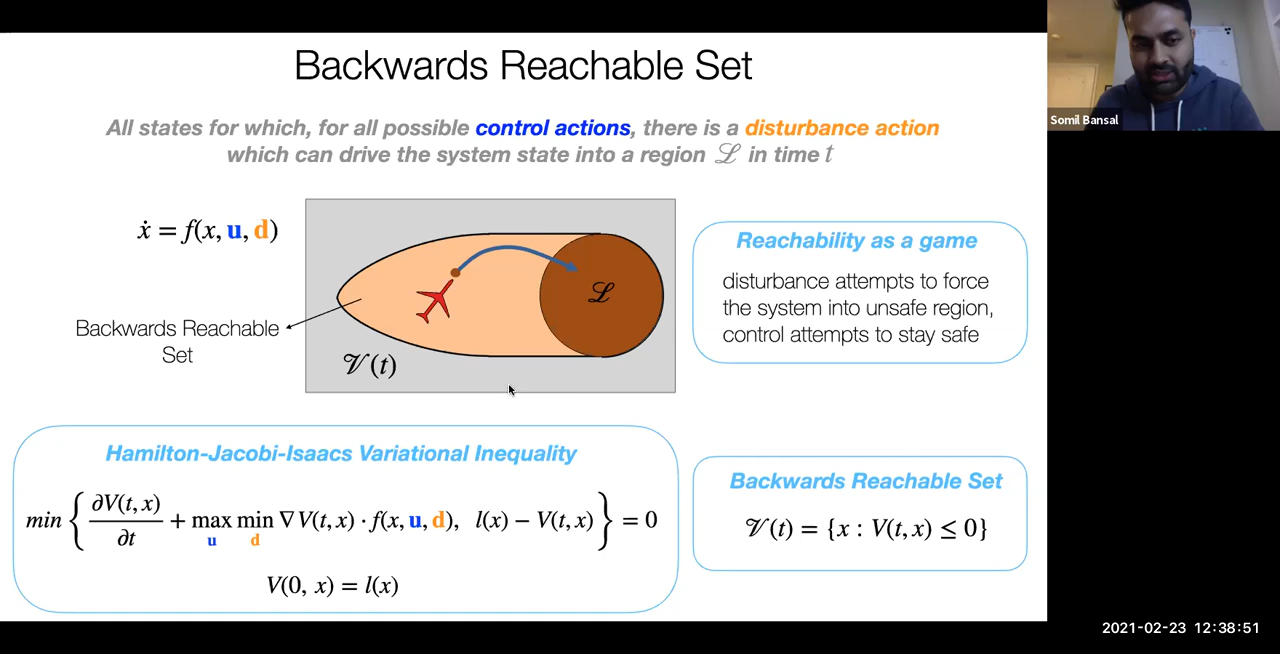 Backwards Reachable Set
All states for which, for all possible control actions, there is a disturbance action
which can drive the system state into a region ℒ in time t
ẋ = f(x, u, d)
ℒ
Backwards Reachable
Set
𝒱(t)
Reachability as a game
disturbance attempts to force
the system into unsafe region,
control attempts to stay safe
Hamilton-Jacobi-Isaacs Variational Inequality
min { ∂V(t, x)/∂t + max_u min_d ∇V(t, x) · f(x, u, d), l(x) − V(t, x) } = 0
V(0, x) = l(x)
Backwards Reachable Set
𝒱(t) = {x : V(t, x) ≤ 0}
Somil Bansal
2021-02-23 12:38:51